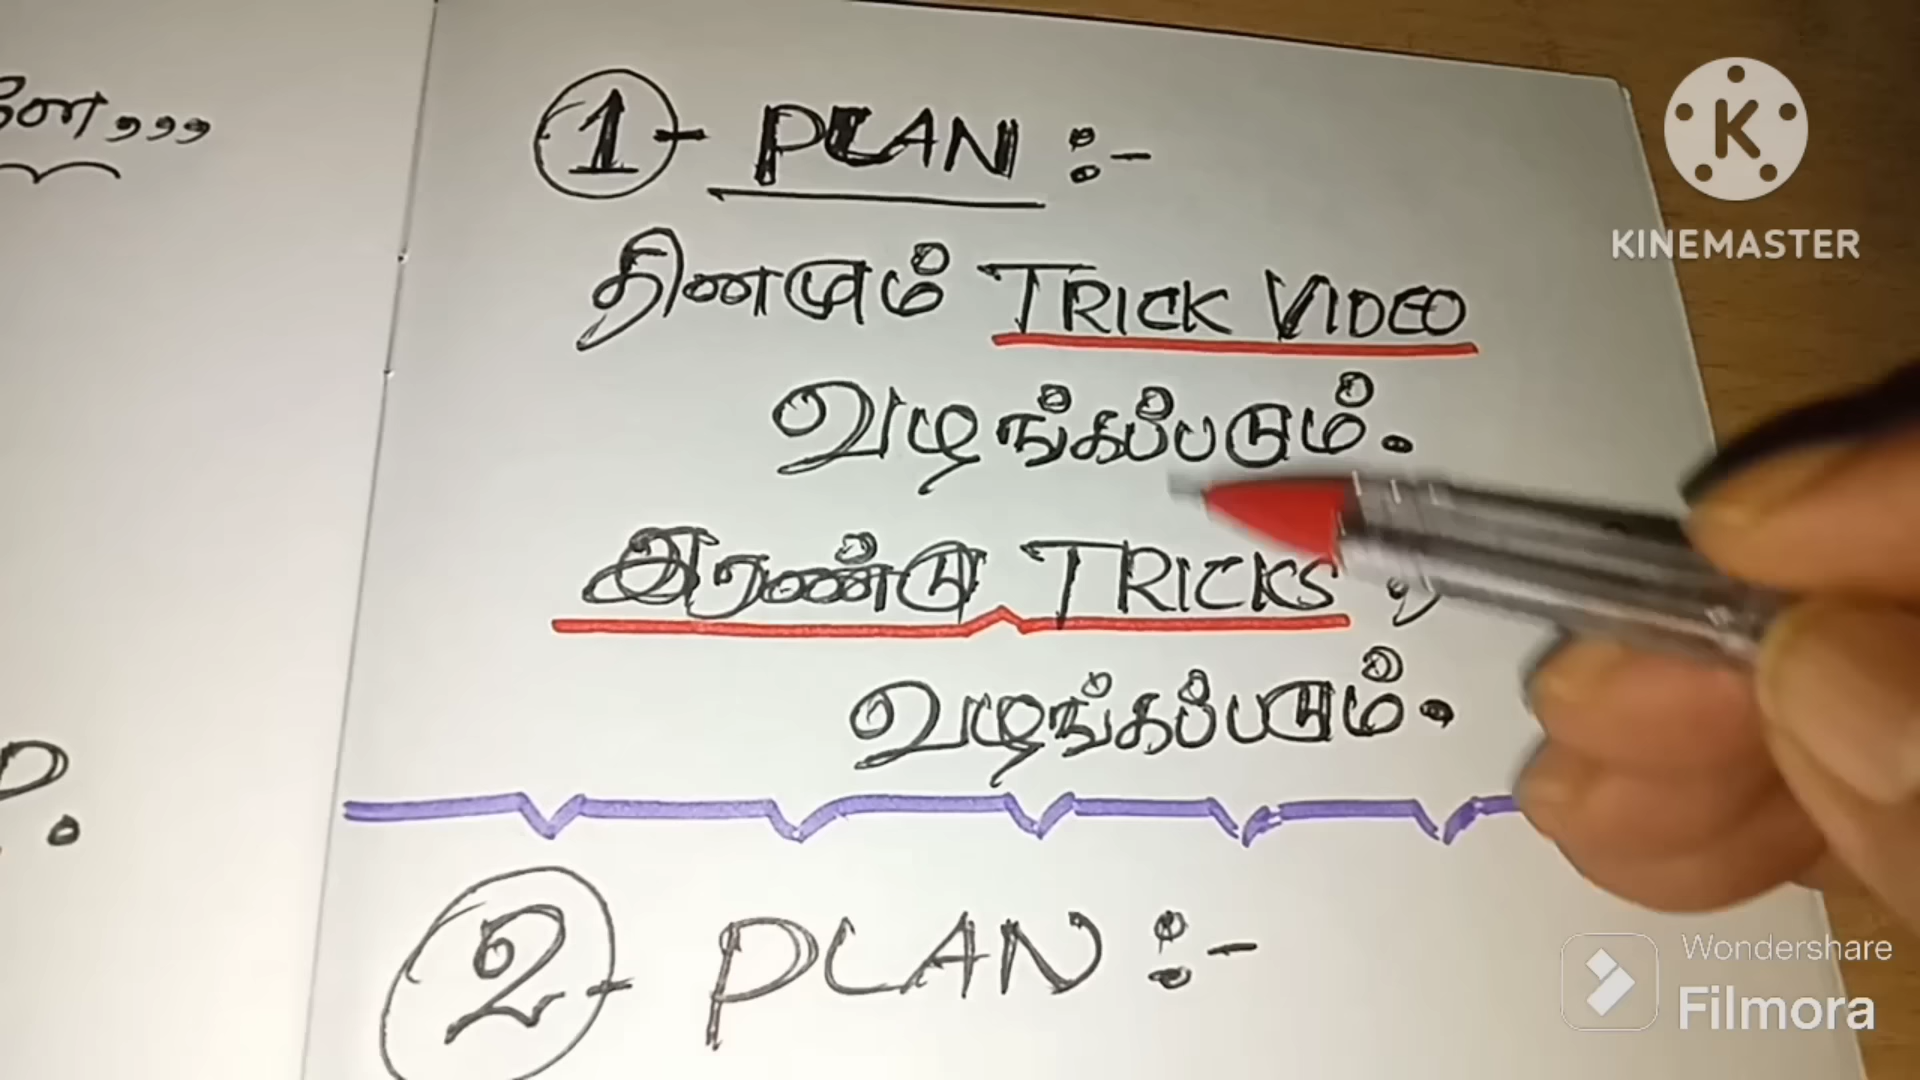 ① - PLAN :-
தினமும் TRICK VIDEO
வழங்கப்படும்.
இரண்டு TRICKS
வழங்கப்படும்.
② - PLAN :-
KINEMASTER
Wondershare
Filmora